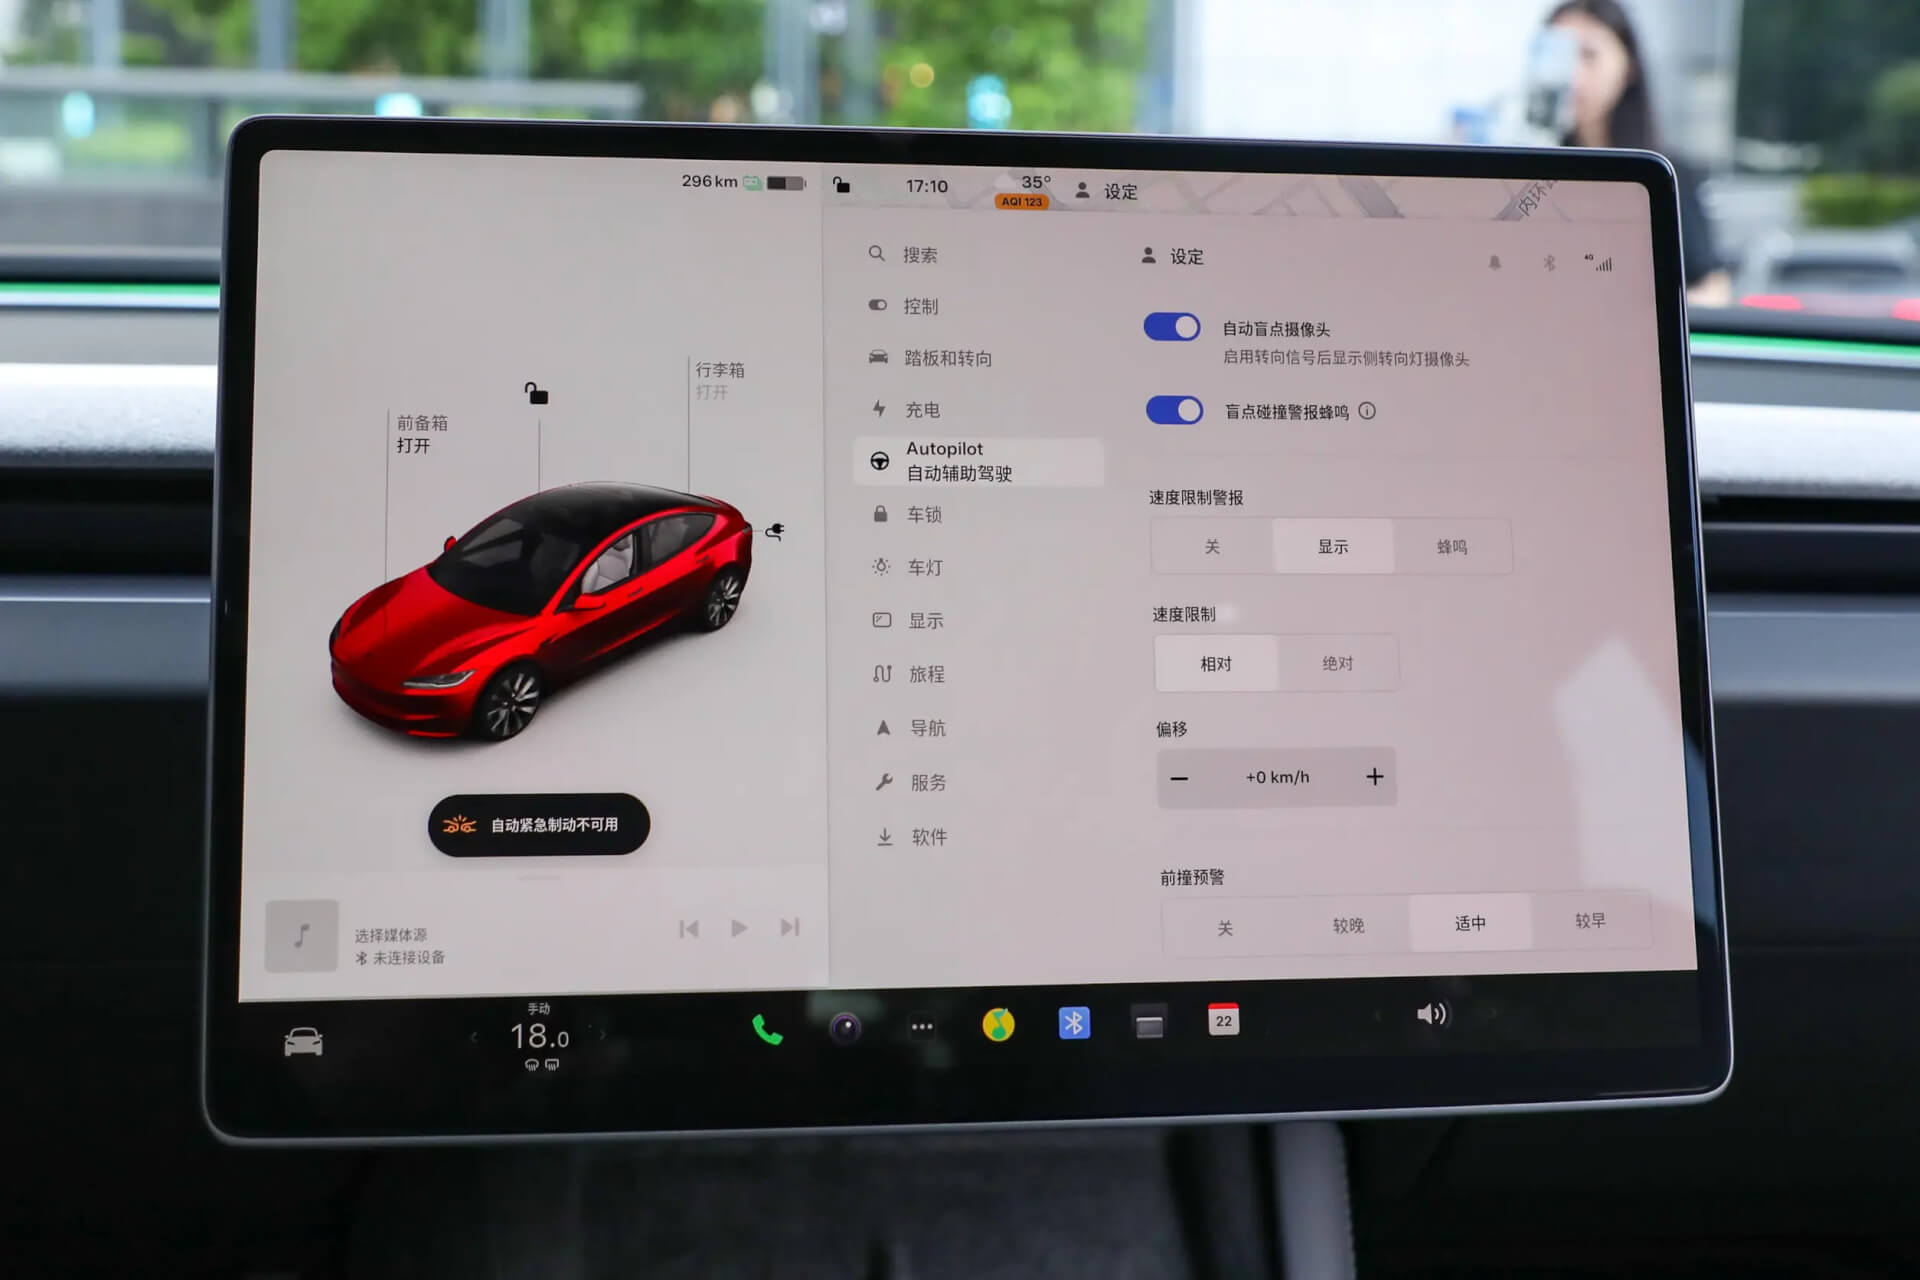 296 km
17:10
35°
AQI 123
设定
内环
行李箱
打开
前备箱
打开
自动紧急制动不可用
选择媒体源
未连接设备
搜索
控制
踏板和转向
充电
Autopilot
自动辅助驾驶
车锁
车灯
显示
旅程
导航
服务
软件
设定
4G
自动盲点摄像头
启用转向信号后显示侧转向灯摄像头
盲点碰撞警报蜂鸣
速度限制警报
关 显示 蜂鸣
速度限制
相对 绝对
偏移
− +0 km/h +
前撞预警
关 较晚 适中 较早
手动
18.0
22